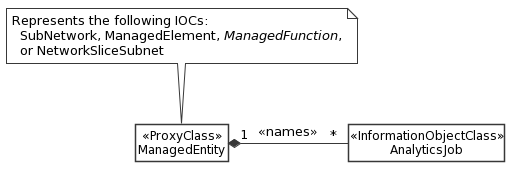 Represents the following IOCs:
SubNetwork, ManagedElement, ManagedFunction,
or NetworkSliceSubnet
«ProxyClass»
ManagedEntity
1 «names» *
«InformationObjectClass»
AnalyticsJob